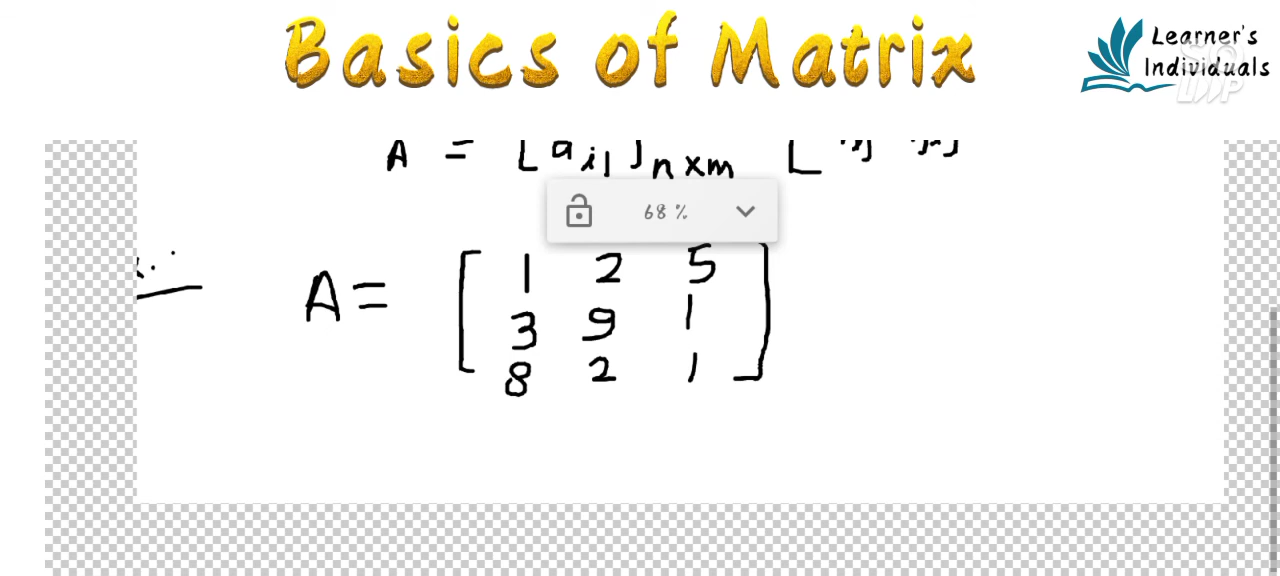 Basics of Matrix
Learner's
Individuals
A = [a i j] n x m [
68 %
A = [ 1 2 5
3 9 1
8 2 1 ]